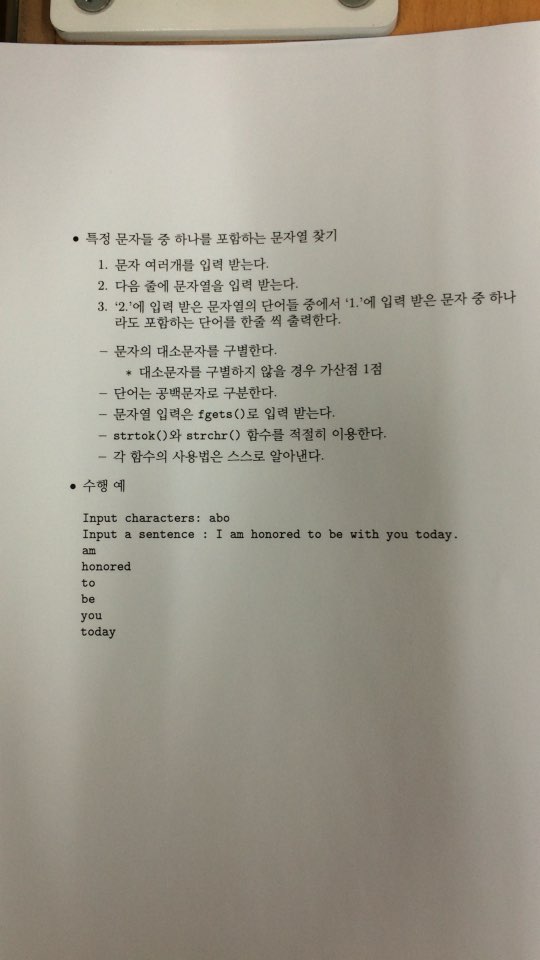 • 특정 문자들 중 하나를 포함하는 문자열 찾기
1. 문자 여러개를 입력 받는다.
2. 다음 줄에 문자열을 입력 받는다.
3. '2.'에 입력 받은 문자열의 단어들 중에서 '1.'에 입력 받은 문자 중 하나
라도 포함하는 단어를 한줄 씩 출력한다.
– 문자의 대소문자를 구별한다.
* 대소문자를 구별하지 않을 경우 가산점 1점
– 단어는 공백문자로 구분한다.
– 문자열 입력은 fgets()로 입력 받는다.
– strtok()와 strchr() 함수를 적절히 이용한다.
– 각 함수의 사용법은 스스로 알아낸다.
• 수행 예
Input characters: abo
Input a sentence : I am honored to be with you today.
am
honored
to
be
you
today